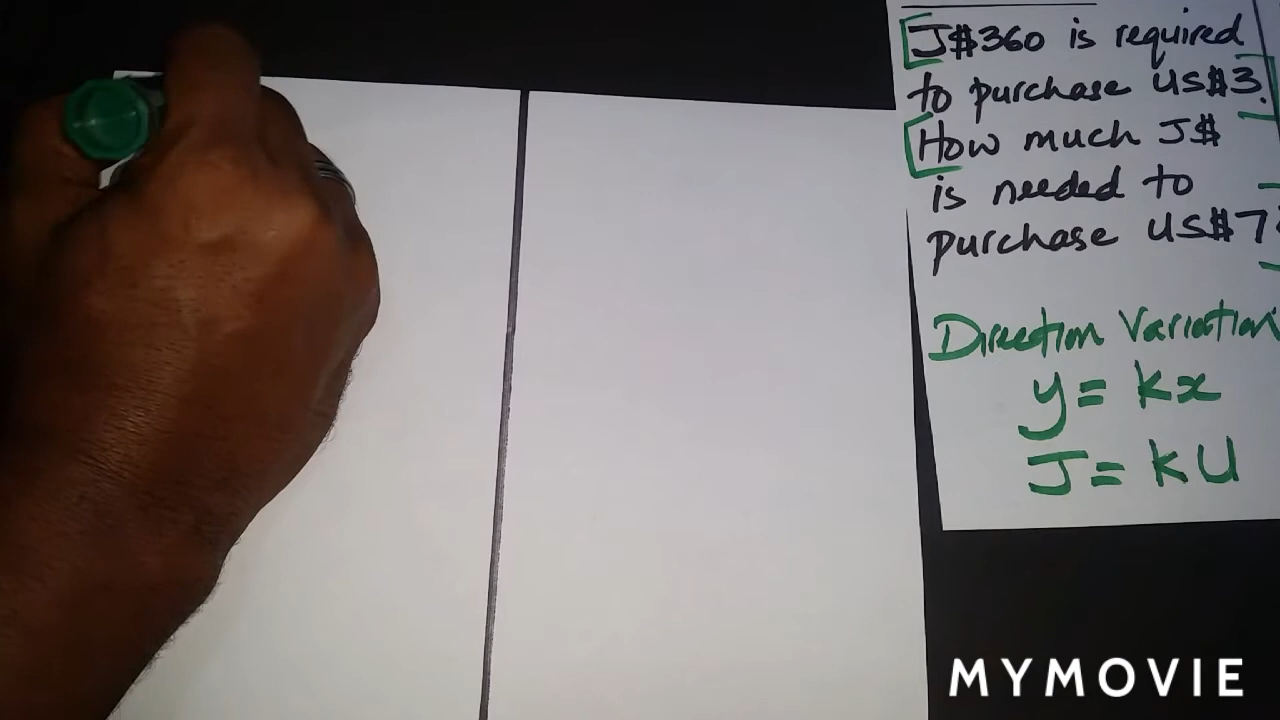 J$360 is required
to purchase US$3.
How much J$
is needed to
purchase US$7
Direction Variation
y = kx
J = kU
MYMOVIE